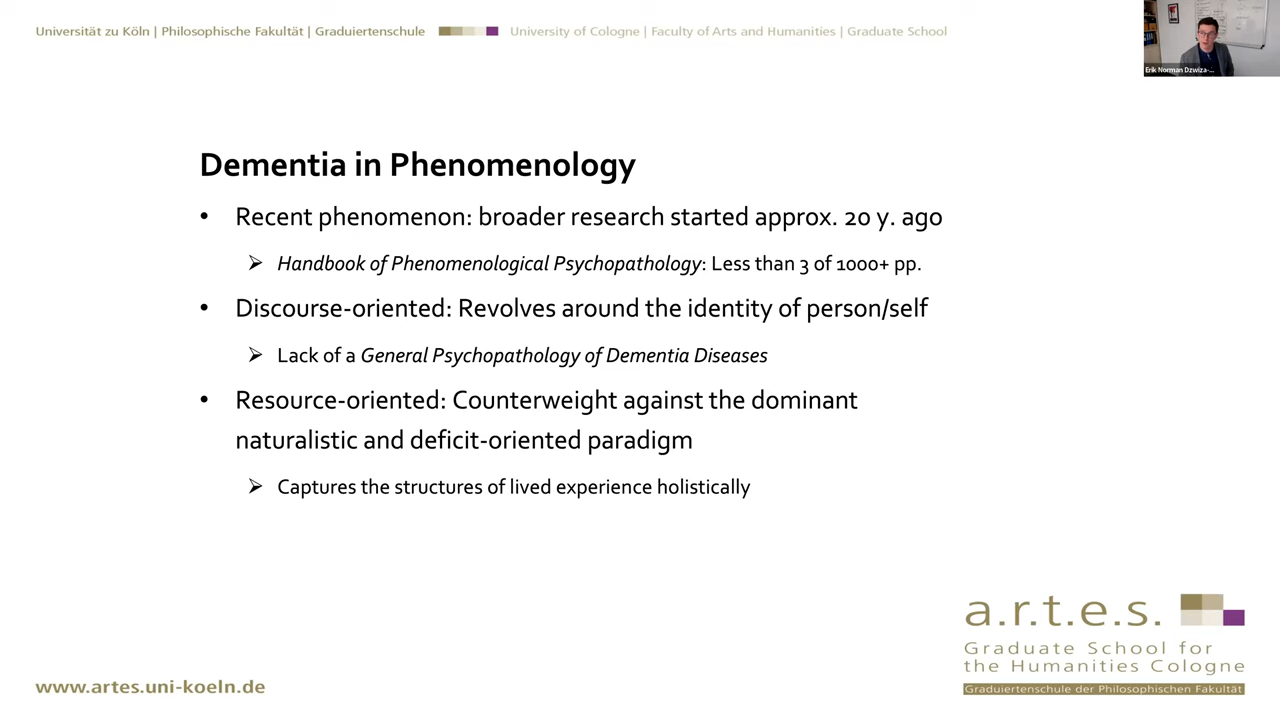 Universität zu Köln | Philosophische Fakultät | Graduiertenschule
University of Cologne | Faculty of Arts and Humanities | Graduate School
Erik Norman Dzwiza-...
Dementia in Phenomenology
• Recent phenomenon: broader research started approx. 20 y. ago
➢ Handbook of Phenomenological Psychopathology: Less than 3 of 1000+ pp.
• Discourse-oriented: Revolves around the identity of person/self
➢ Lack of a General Psychopathology of Dementia Diseases
• Resource-oriented: Counterweight against the dominant
naturalistic and deficit-oriented paradigm
➢ Captures the structures of lived experience holistically
a.r.t.e.s.
Graduate School for
the Humanities Cologne
Graduiertenschule der Philosophischen Fakultät
www.artes.uni-koeln.de